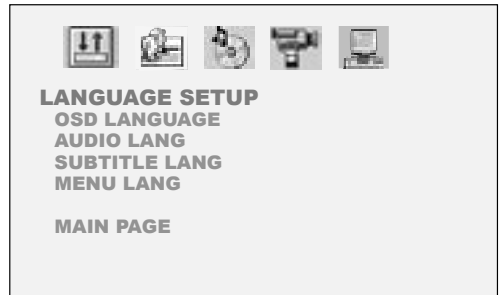 LANGUAGE SETUP
OSD LANGUAGE
AUDIO LANG
SUBTITLE LANG
MENU LANG
MAIN PAGE